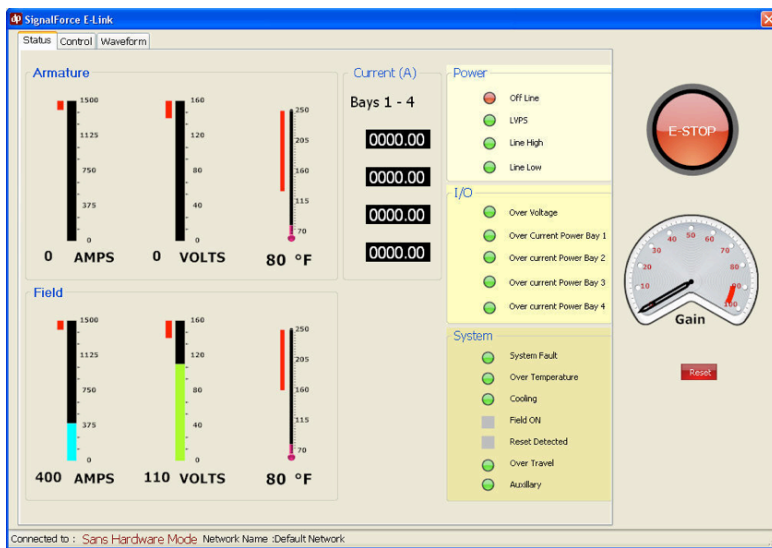 dp SignalForce E-Link
Status Control Waveform
Armature
1500
1125
750
375
0
0 AMPS
160
120
80
40
0
0 VOLTS
250
205
160
115
70
80 °F
Field
1500
1125
750
375
0
400 AMPS
160
120
80
40
0
110 VOLTS
250
205
160
115
70
80 °F
Current (A)
Bays 1 - 4
0000.00
0000.00
0000.00
0000.00
Power
Off Line
LVPS
Line High
Line Low
I/O
Over Voltage
Over Current Power Bay 1
Over current Power Bay 2
Over current Power Bay 3
Over current Power Bay 4
System
System Fault
Over Temperature
Cooling
Field ON
Reset Detected
Over Travel
Auxillary
E-STOP
10
20
30
40
50
60
70
80
90
100
Gain
Reset
Connected to : Sans Hardware Mode Network Name :Default Network